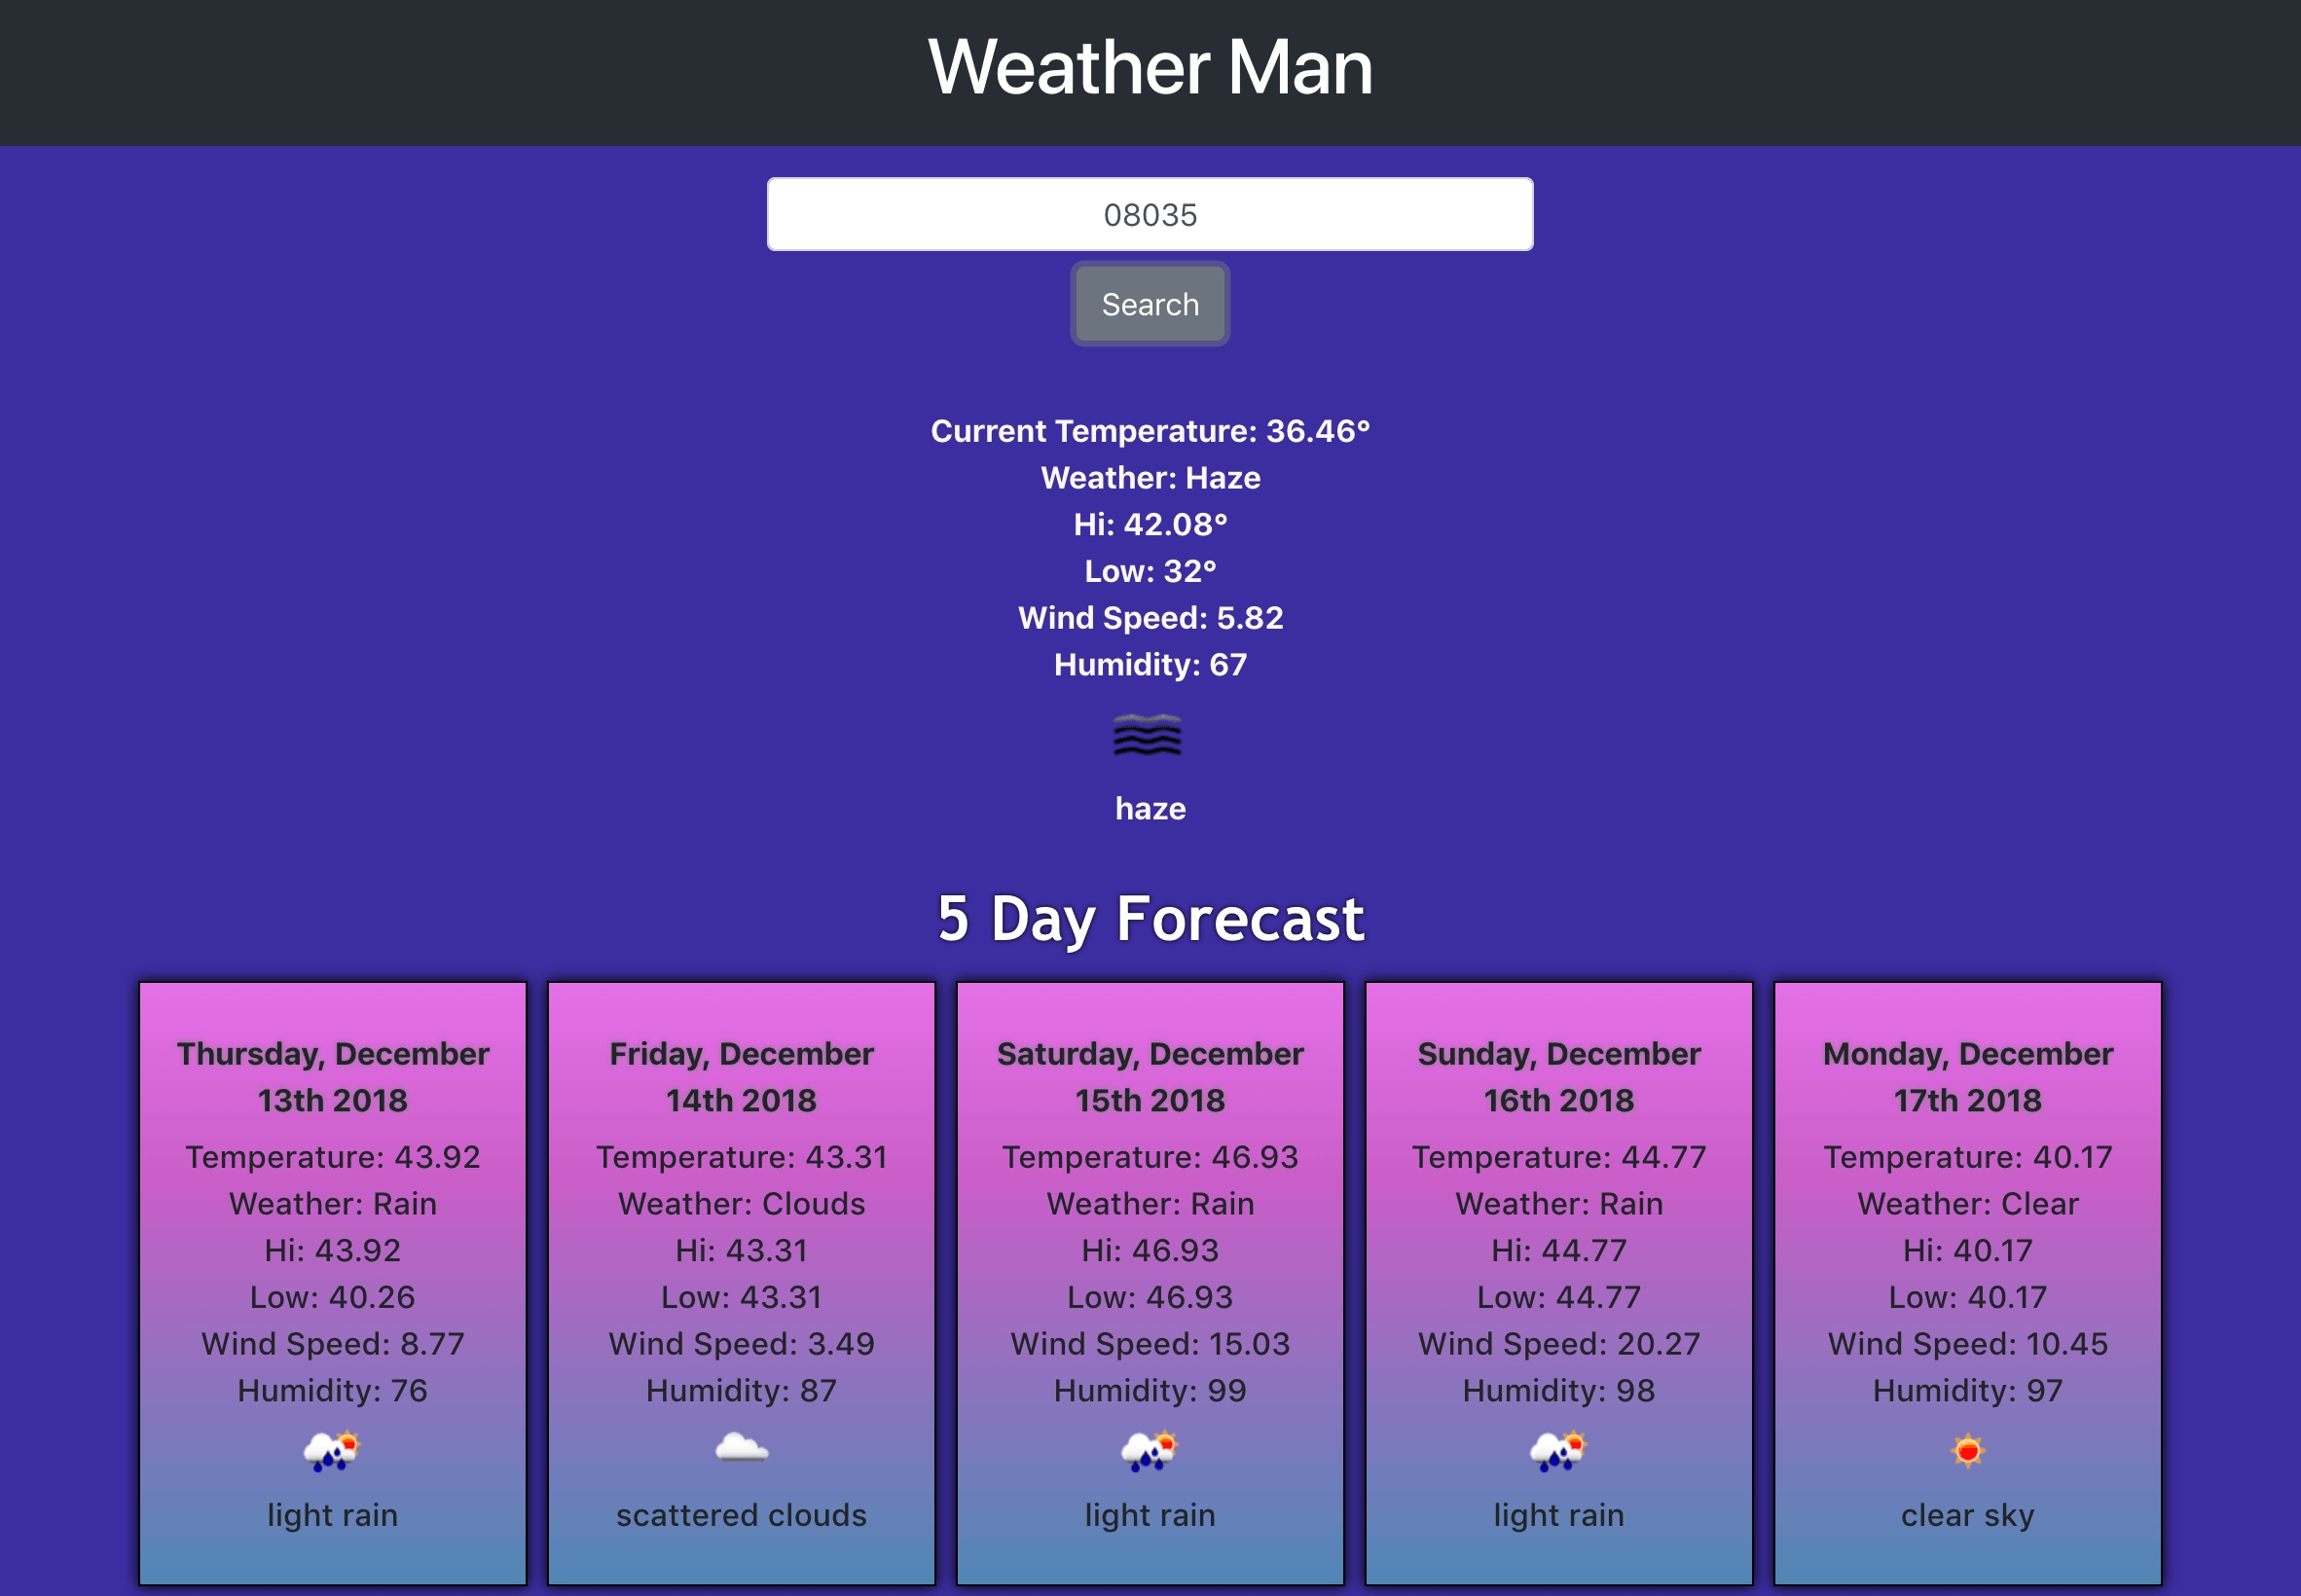 Weather Man
08035
Search
Current Temperature: 36.46°
Weather: Haze
Hi: 42.08°
Low: 32°
Wind Speed: 5.82
Humidity: 67
haze
5 Day Forecast
Thursday, December
13th 2018
Temperature: 43.92
Weather: Rain
Hi: 43.92
Low: 40.26
Wind Speed: 8.77
Humidity: 76
light rain
Friday, December
14th 2018
Temperature: 43.31
Weather: Clouds
Hi: 43.31
Low: 43.31
Wind Speed: 3.49
Humidity: 87
scattered clouds
Saturday, December
15th 2018
Temperature: 46.93
Weather: Rain
Hi: 46.93
Low: 46.93
Wind Speed: 15.03
Humidity: 99
light rain
Sunday, December
16th 2018
Temperature: 44.77
Weather: Rain
Hi: 44.77
Low: 44.77
Wind Speed: 20.27
Humidity: 98
light rain
Monday, December
17th 2018
Temperature: 40.17
Weather: Clear
Hi: 40.17
Low: 40.17
Wind Speed: 10.45
Humidity: 97
clear sky